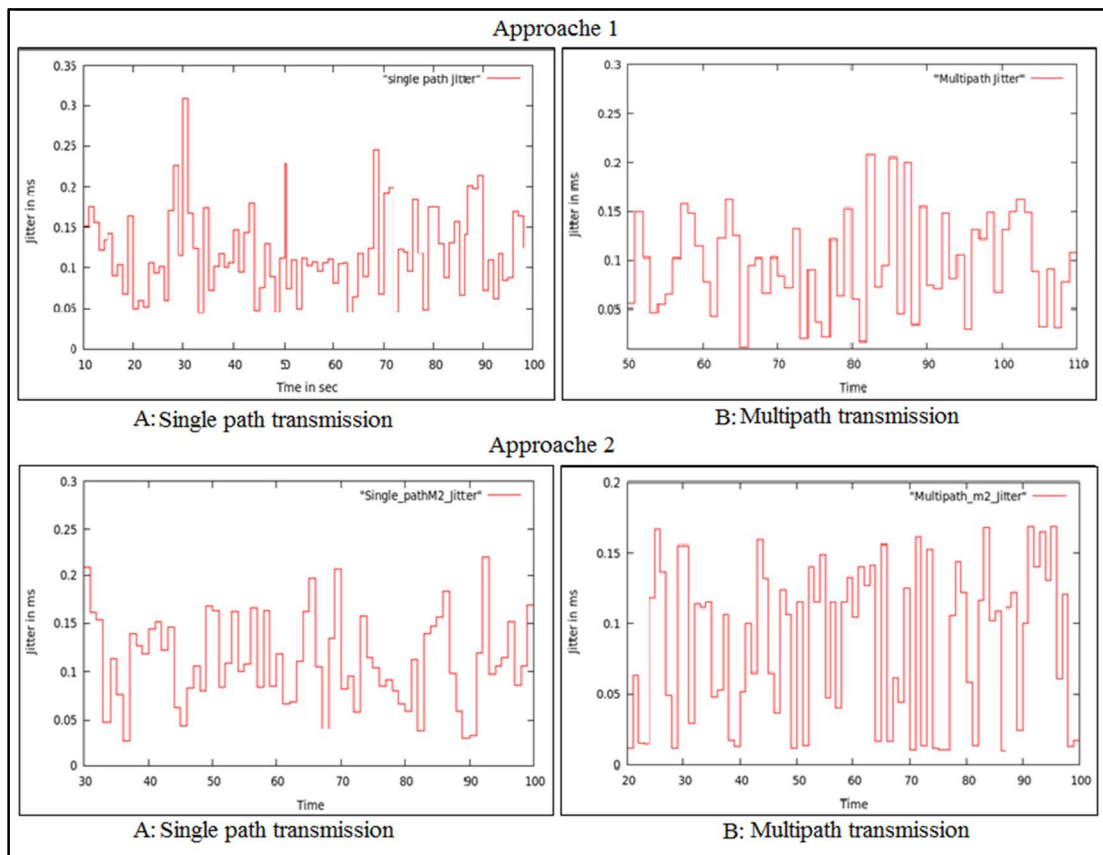 Approache 1
"single path Jitter"
0.35
0.3
0.25
0.2
0.15
0.1
0.05
0
Jitter in ms
10 20 30 40 50 60 70 80 90 100
Tme in sec
A: Single path transmission
"Multipath Jitter"
0.3
0.25
0.2
0.15
0.1
0.05
Jitter in ms
50 60 70 80 90 100 110
Time
B: Multipath transmission
Approache 2
"Single_pathM2_Jitter"
0.3
0.25
0.2
0.15
0.1
0.05
0
Jitter in ms
30 40 50 60 70 80 90 100
Time
A: Single path transmission
"Multipath_m2_Jitter"
0.2
0.15
0.1
0.05
0
Jitter in ms
20 30 40 50 60 70 80 90 100
Time
B: Multipath transmission